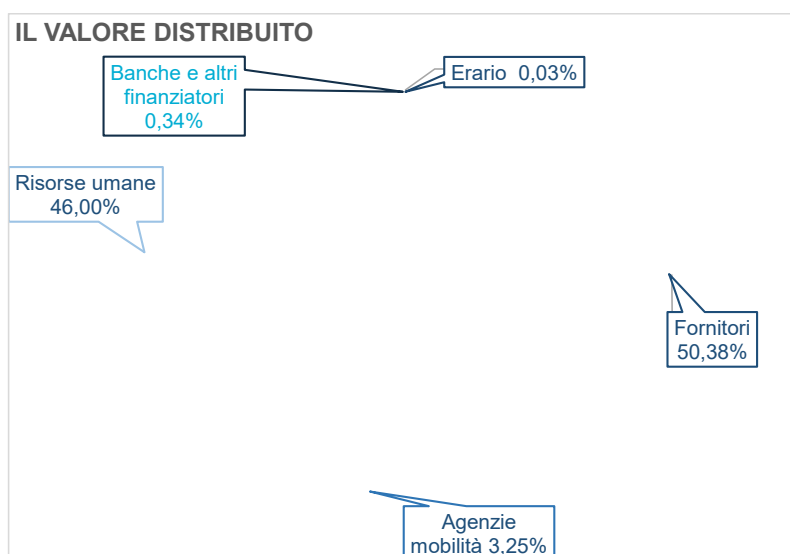 IL VALORE DISTRIBUITO
Banche e altri
finanziatori
0,34%
Erario  0,03%
Risorse umane
46,00%
Fornitori
50,38%
Agenzie
mobilità 3,25%